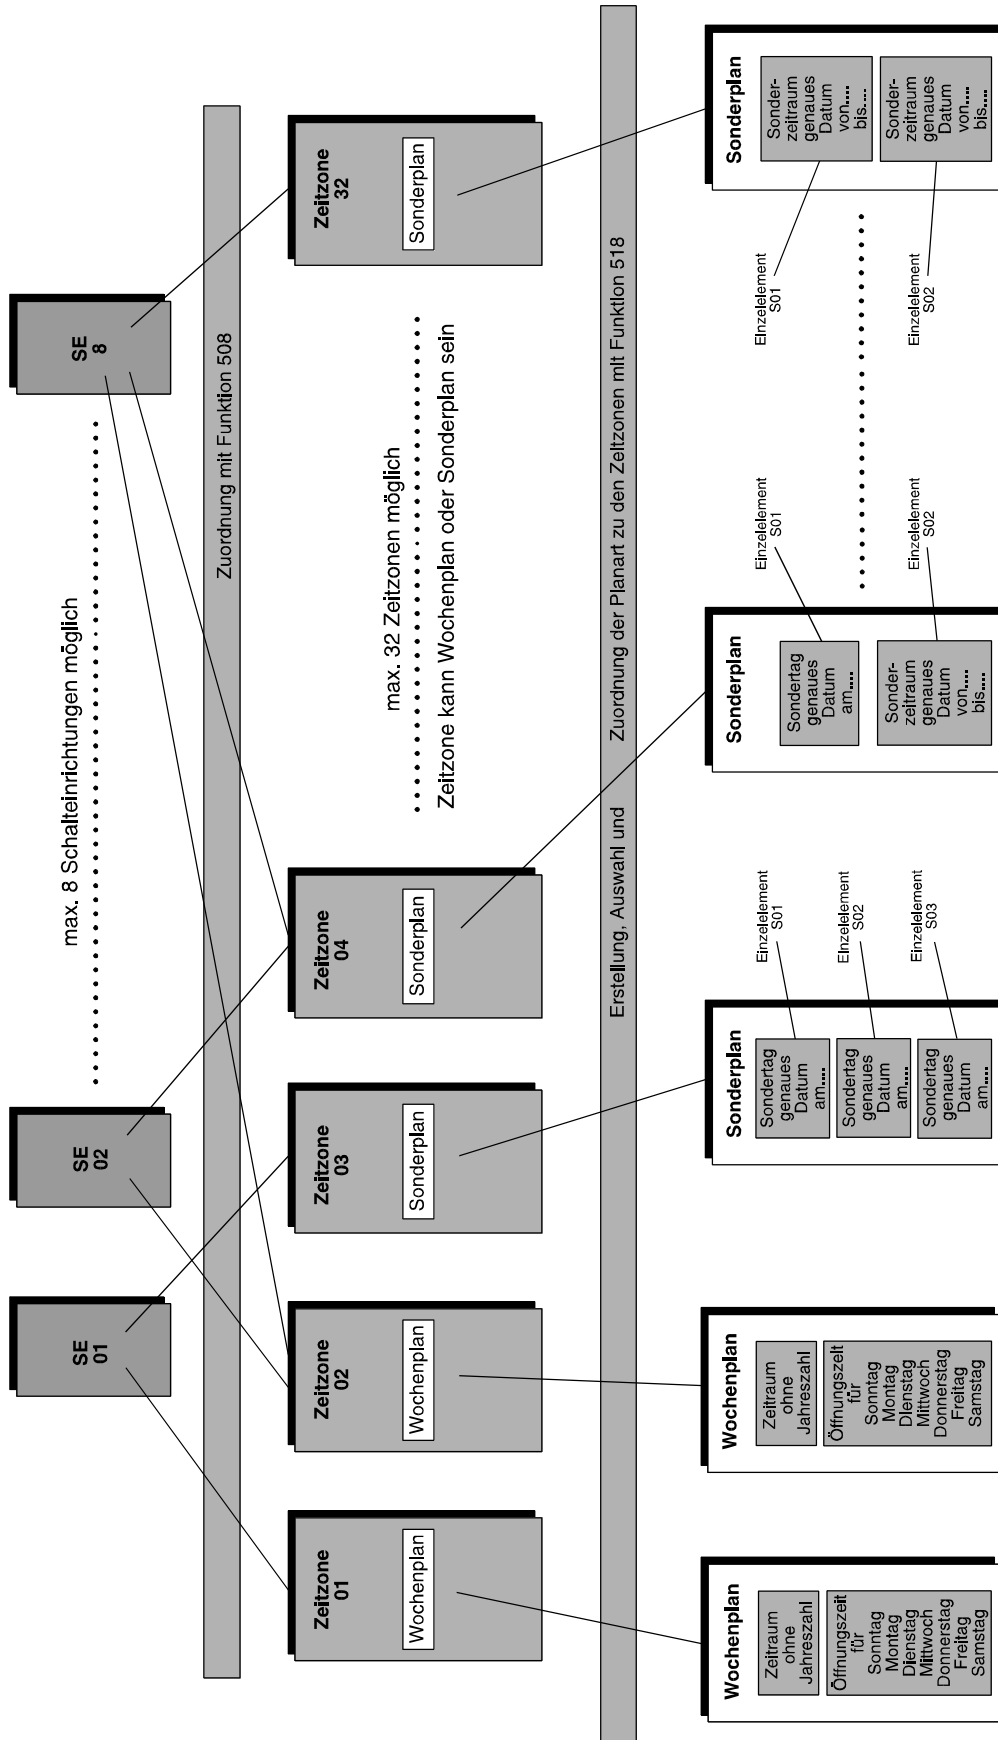 SE
01
SE
02
max. 8 Schalteinrichtungen möglich
SE
8
Zuordnung mit Funktion 508
Zeitzone
01
Wochenplan
Zeitzone
02
Wochenplan
Zeitzone
03
Sonderplan
Zeitzone
04
Sonderplan
max. 32 Zeitzonen möglich
Zeitzone kann Wochenplan oder Sonderplan sein
Zeitzone
32
Sonderplan
Erstellung, Auswahl und Zuordnung der Planart zu den Zeitzonen mit Funktion 518
Wochenplan
Zeitraum
ohne
Jahreszahl
Öffnungszeit
für
Sonntag
Montag
Dienstag
Mittwoch
Donnerstag
Freitag
Samstag
Wochenplan
Zeitraum
ohne
Jahreszahl
Öffnungszeit
für
Sonntag
Montag
Dienstag
Mittwoch
Donnerstag
Freitag
Samstag
Sonderplan
Sondertag
genaues
Datum
am....
Sondertag
genaues
Datum
am....
Sondertag
genaues
Datum
am....
Einzelelement
S01
Einzelelement
S02
Einzelelement
S03
Sonderplan
Sondertag
genaues
Datum
am....
Sonder-
zeitraum
genaues
Datum
von....
bis....
Einzelelement
S01
Einzelelement
S02
Sonderplan
Sonder-
zeitraum
genaues
Datum
von....
bis....
Sonder-
zeitraum
genaues
Datum
von....
bis....
Einzelelement
S01
Einzelelement
S02